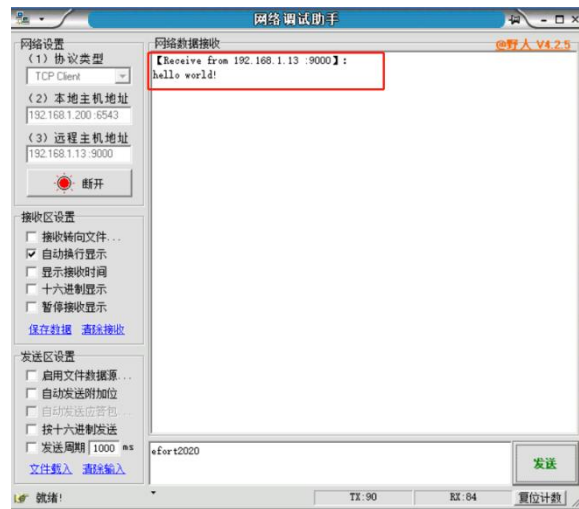 网络调试助手
网络设置
(1) 协议类型
TCP Client
(2) 本地主机地址
192.168.1.200 :6543
(3) 远程主机地址
192.168.1.13 :9000
断开
接收区设置
接收转向文件...
自动换行显示
显示接收时间
十六进制显示
暂停接收显示
保存数据 清除接收
发送区设置
启用文件数据源...
自动发送附加位
自动发送应答包...
按十六进制发送
发送周期 1000 ms
文件载入 清除输入
网络数据接收
@野人 V4.2.5
【Receive from 192.168.1.13 :9000】:
hello world!
efort2020
发送
就绪!
TX:90
RX:84
复位计数